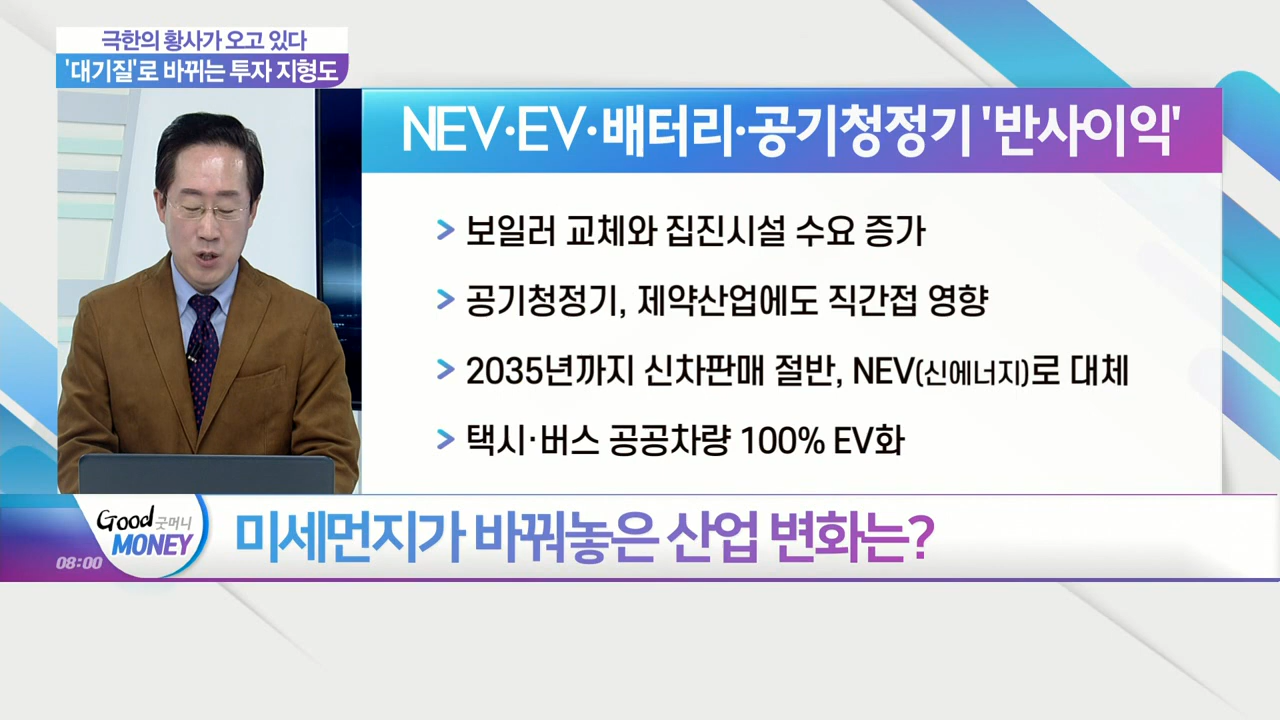 극한의 황사가 오고 있다
'대기질'로 바뀌는 투자 지형도
NEV·EV·배터리·공기청정기 '반사이익'
> 보일러 교체와 집진시설 수요 증가
> 공기청정기, 제약산업에도 직간접 영향
> 2035년까지 신차판매 절반, NEV(신에너지)로 대체
> 택시·버스 공공차량 100% EV화
Good 굿머니
MONEY
08:00
미세먼지가 바꿔놓은 산업 변화는?